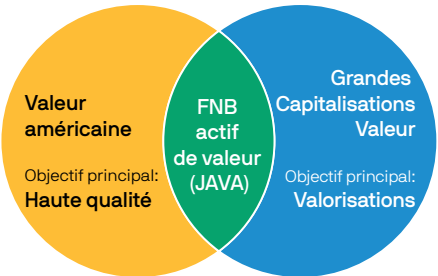 Valeur
américaine
Objectif principal:
Haute qualité
FNB
actif
de valeur
(JAVA)
Grandes
Capitalisations
Valeur
Objectif principal:
Valorisations